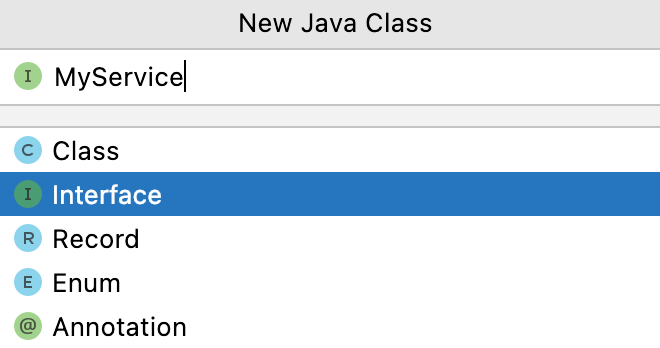 New Java Class
I MyService
C Class
I Interface
R Record
E Enum
@ Annotation